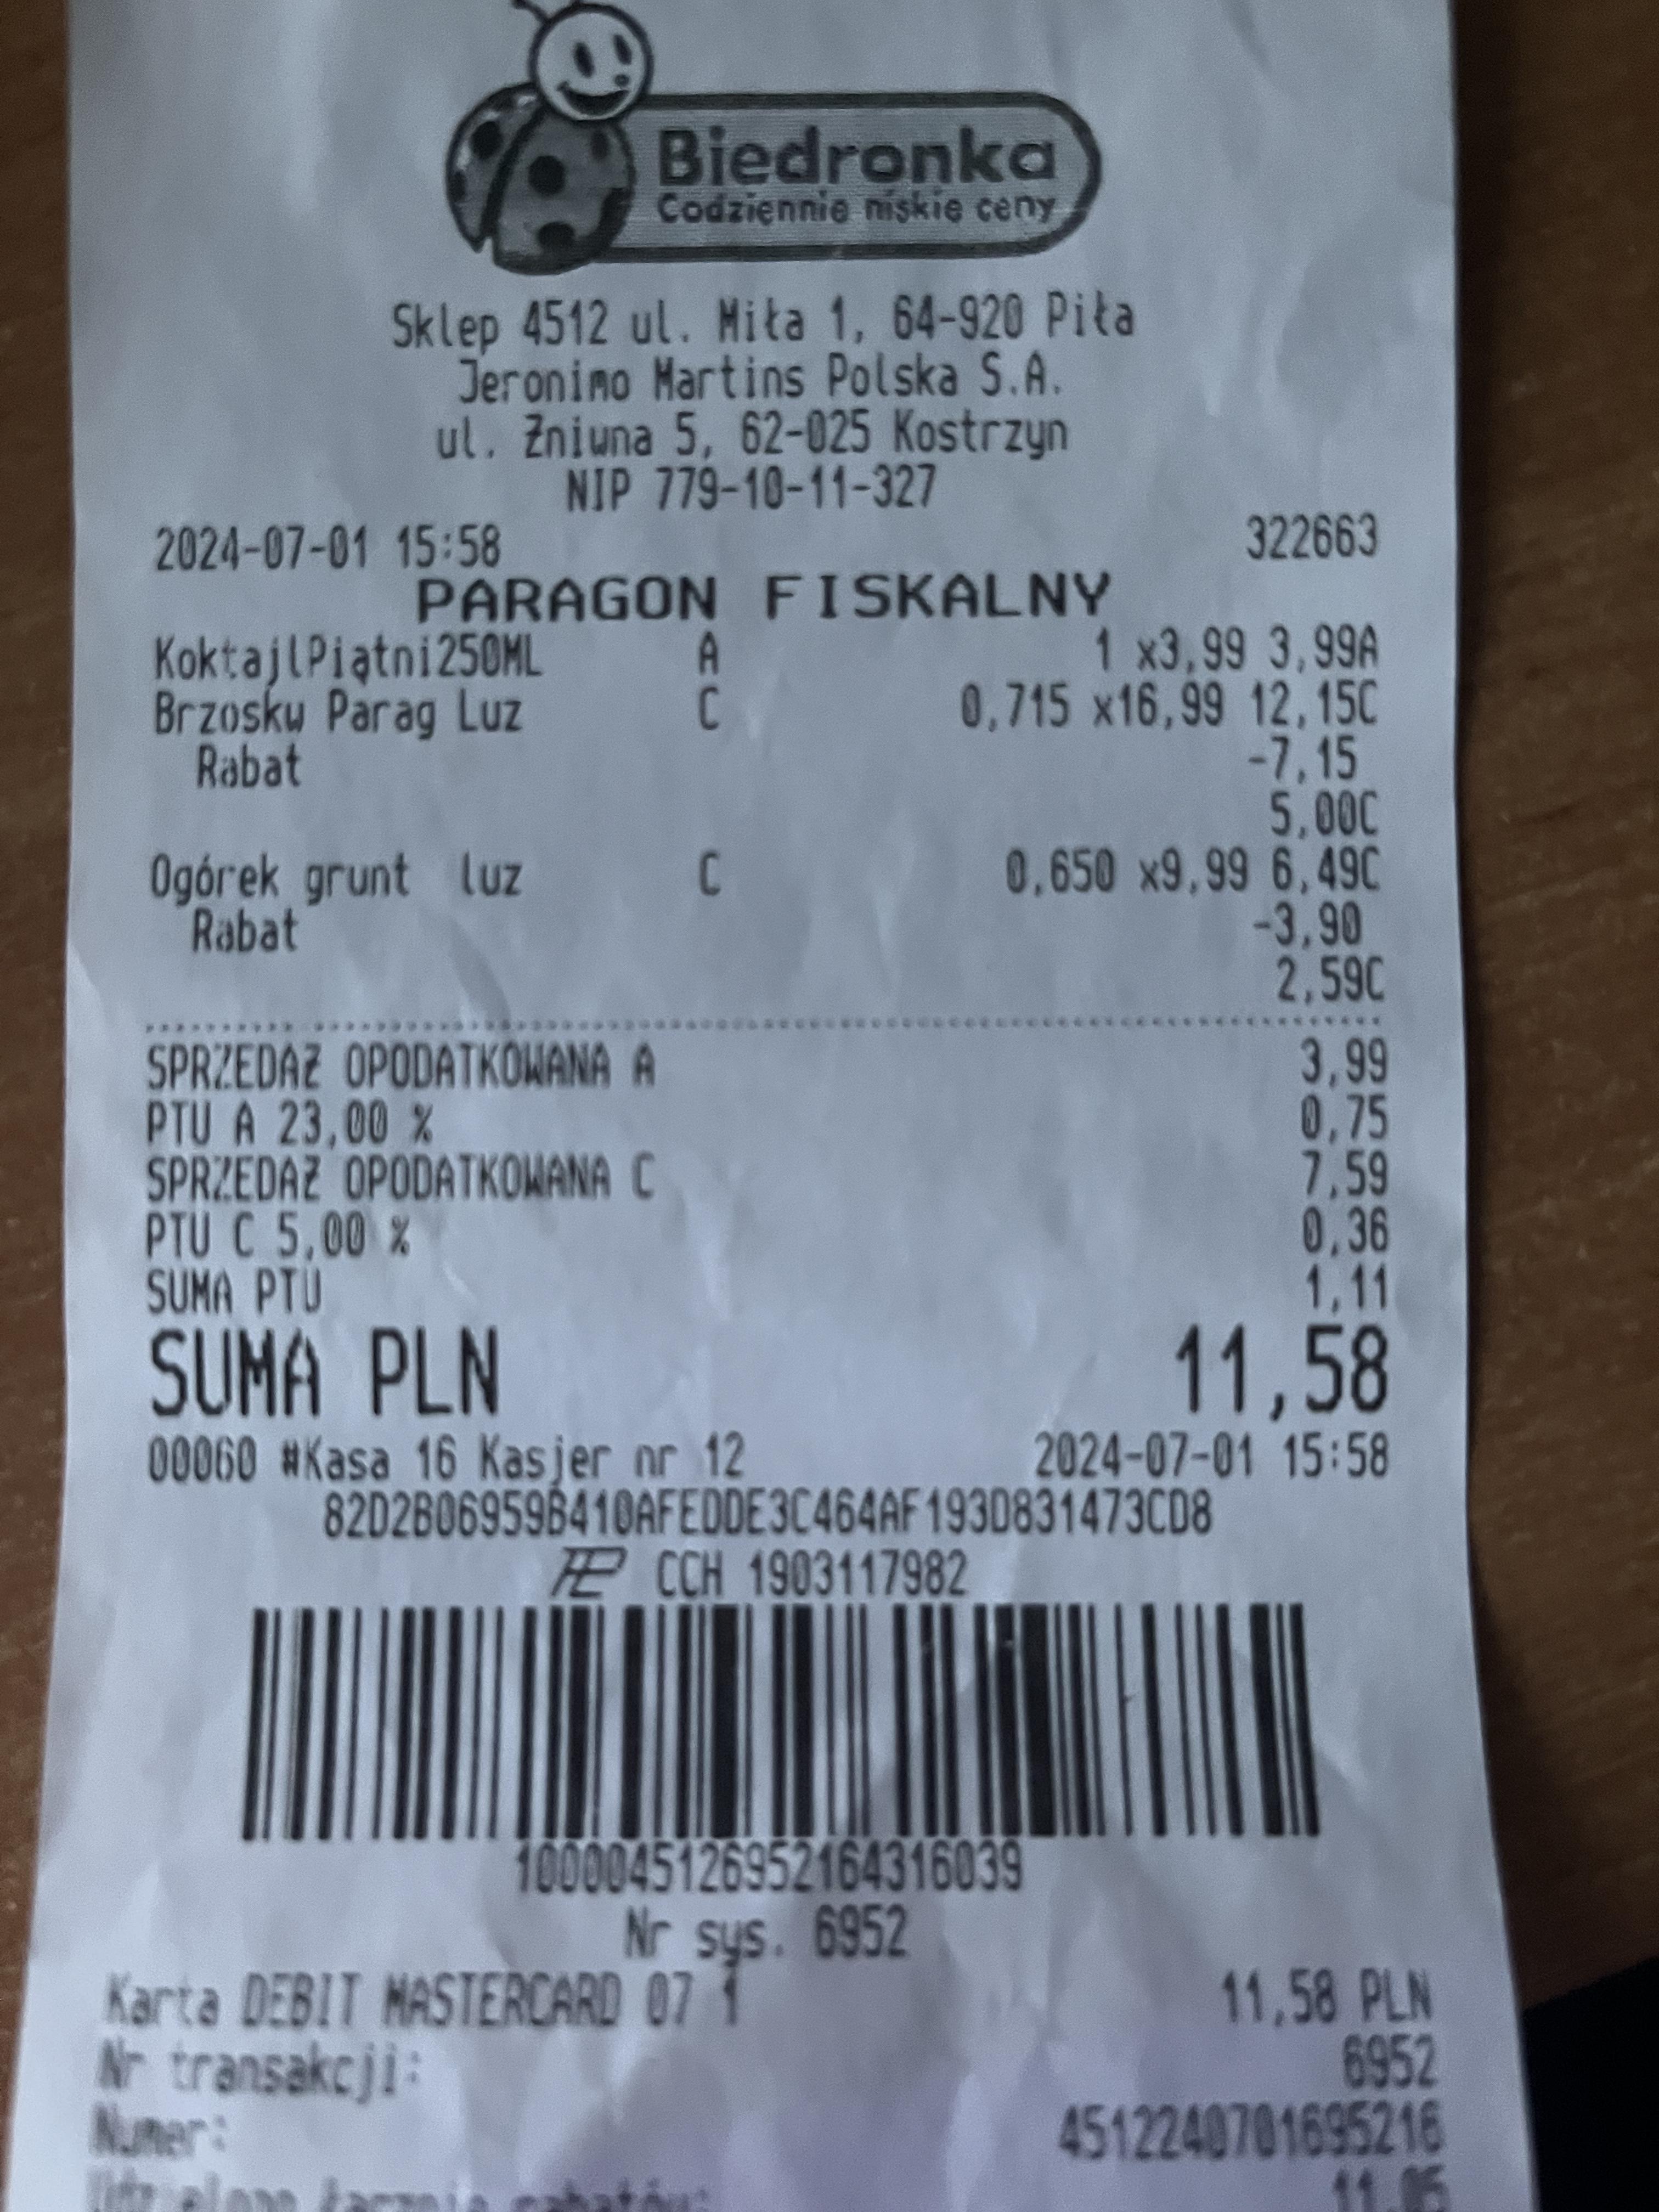 Biedronka
Codziennie niskie ceny
Sklep 4512 ul. Miła 1, 64-920 Piła
Jeronimo Martins Polska S.A.
ul. Żniwna 5, 62-025 Kostrzyn
NIP 779-10-11-327
2024-07-01 15:58 322663
PARAGON FISKALNY
KoktajlPiątni250ML A 1 x3,99 3,99A
Brzoskw Parag Luz C 0,715 x16,99 12,15C
Rabat -7,15
5,00C
Ogórek grunt luz C 0,650 x9,99 6,49C
Rabat -3,90
2,59C
SPRZEDAŻ OPODATKOWANA A 3,99
PTU A 23,00 % 0,75
SPRZEDAŻ OPODATKOWANA C 7,59
PTU C 5,00 % 0,36
SUMA PTU 1,11
SUMA PLN 11,58
00060 #Kasa 16 Kasjer nr 12 2024-07-01 15:58
82D2B06959B410AFEDDE3C464AF193D831473CD8
CCH 1903117982
1000045126952164316039
Nr sys. 6952
Karta DEBIT MASTERCARD 07 1 11,58 PLN
Nr transakcji: 6952
Numer: 4512240701695216
Udzielono łącznie rabatów: 11,05